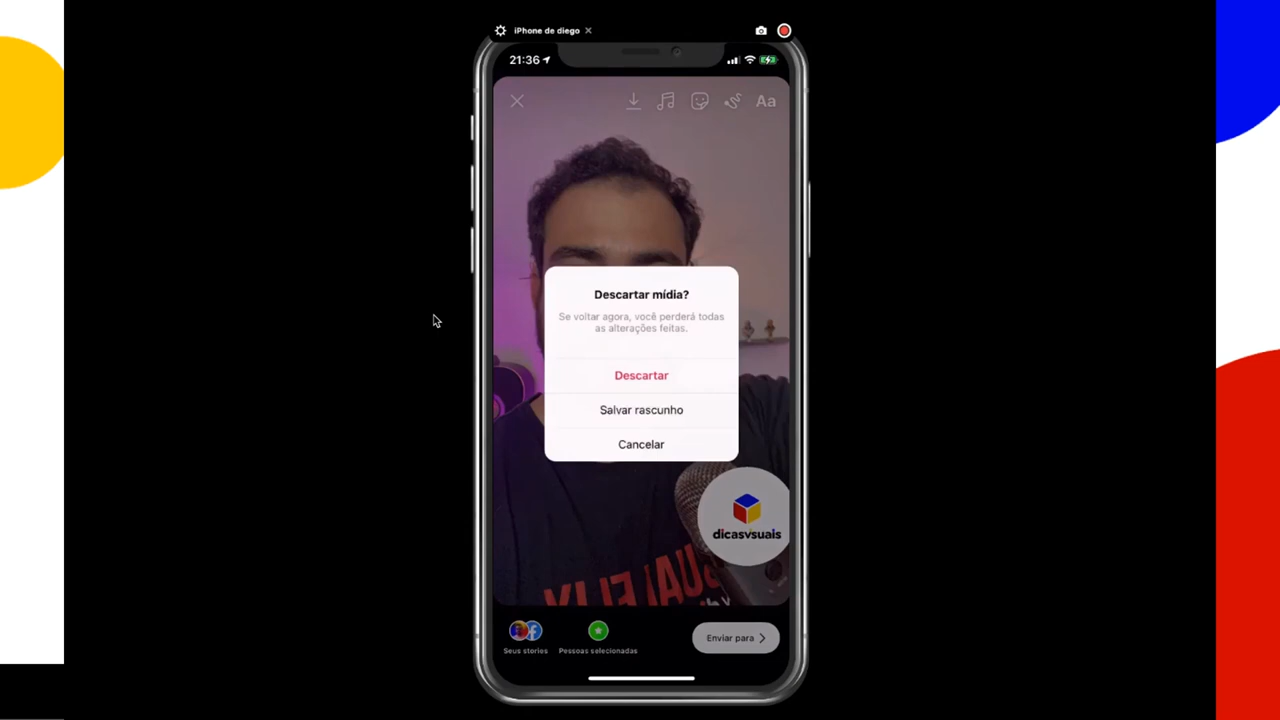 iPhone de diego
21:36
Aa
Descartar mídia?
Se voltar agora, você perderá todas
as alterações feitas.
Descartar
Salvar rascunho
Cancelar
dicasvsuais
Seus stories
Pessoas selecionadas
Enviar para